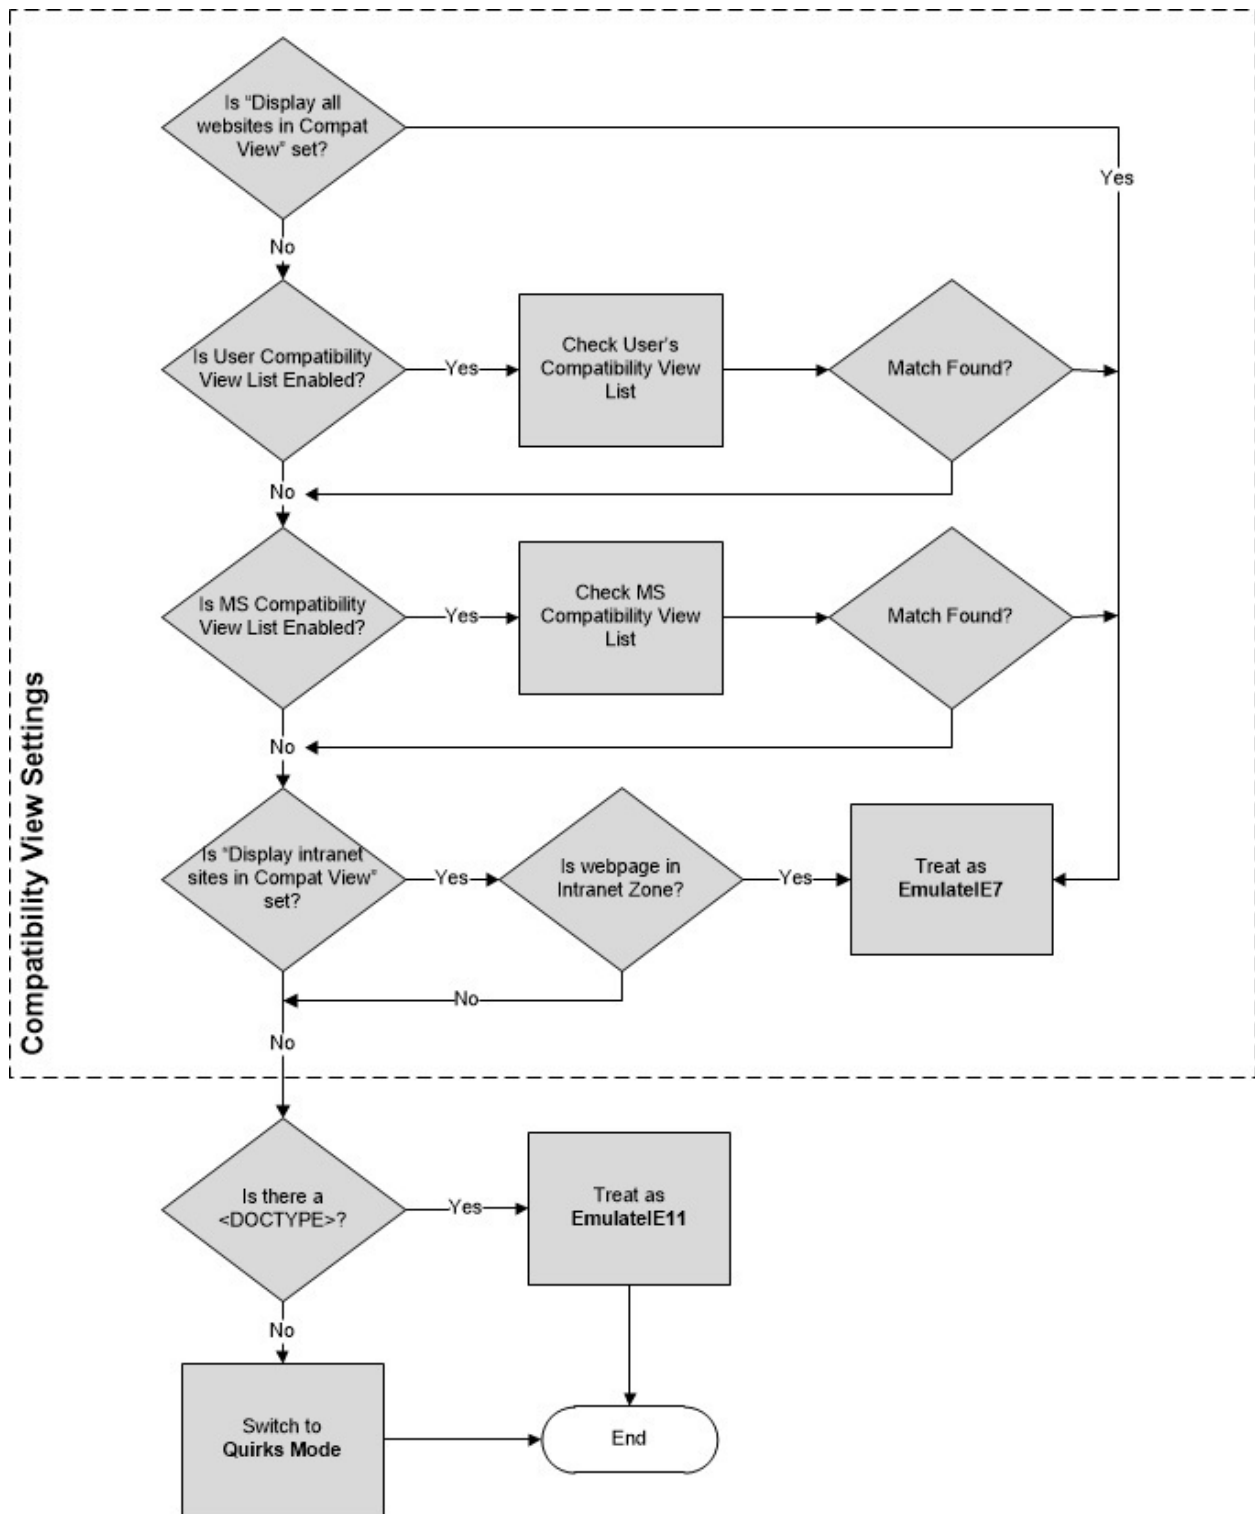 Is “Display all
websites in Compat
View” set?
Yes
No
Is User Compatibility
View List Enabled?
Yes
Check User's
Compatibility View
List
Match Found?
No
Is MS Compatibility
View List Enabled?
Yes
Check MS
Compatibility View
List
Match Found?
No
Is “Display intranet
sites in Compat View”
set?
Yes
Is webpage in
Intranet Zone?
Yes
Treat as
EmulateIE7
No
No
Compatibility View Settings
Is there a
<DOCTYPE>?
Yes
Treat as
EmulateIE11
No
Switch to
Quirks Mode
End